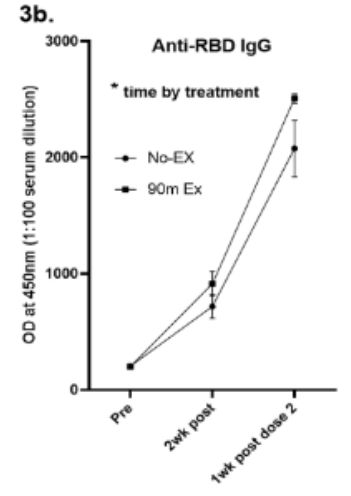 3b.
Anti-RBD IgG
* time by treatment
No-EX
90m Ex
OD at 450nm (1:100 serum dilution)
3000
2000
1000
0
Pre
2wk post
1wk post dose 2